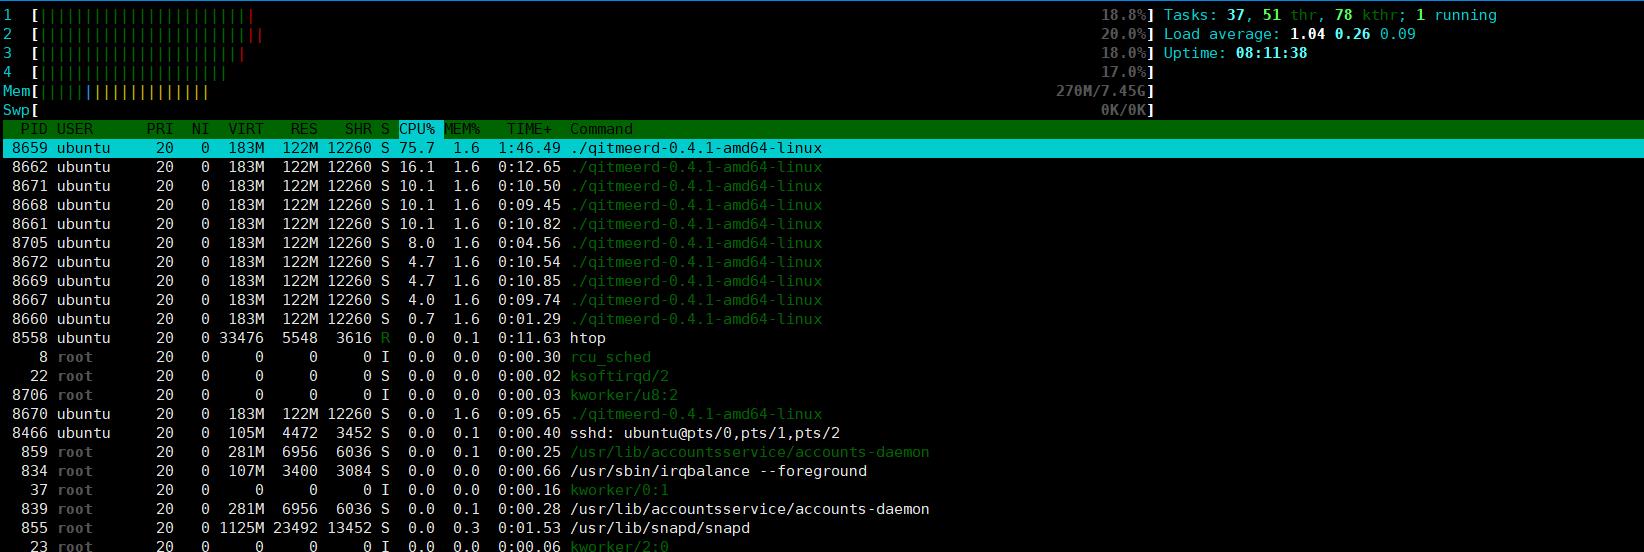 1 [||||||||||||||||||||||||| 18.8%] Tasks: 37, 51 thr, 78 kthr; 1 running
2 [|||||||||||||||||||||||||| 20.0%] Load average: 1.04 0.26 0.09
3 [|||||||||||||||||||||||| 18.0%] Uptime: 08:11:38
4 [|||||||||||||||||||||| 17.0%]
Mem[||||||||||||||||||| 270M/7.45G]
Swp[ 0K/0K]
PID USER PRI NI VIRT RES SHR S CPU% MEM% TIME+ Command
8659 ubuntu 20 0 183M 122M 12260 S 75.7 1.6 1:46.49 ./qitmeerd-0.4.1-amd64-linux
8662 ubuntu 20 0 183M 122M 12260 S 16.1 1.6 0:12.65 ./qitmeerd-0.4.1-amd64-linux
8671 ubuntu 20 0 183M 122M 12260 S 10.1 1.6 0:10.50 ./qitmeerd-0.4.1-amd64-linux
8668 ubuntu 20 0 183M 122M 12260 S 10.1 1.6 0:09.45 ./qitmeerd-0.4.1-amd64-linux
8661 ubuntu 20 0 183M 122M 12260 S 10.1 1.6 0:10.82 ./qitmeerd-0.4.1-amd64-linux
8705 ubuntu 20 0 183M 122M 12260 S 8.0 1.6 0:04.56 ./qitmeerd-0.4.1-amd64-linux
8672 ubuntu 20 0 183M 122M 12260 S 4.7 1.6 0:10.54 ./qitmeerd-0.4.1-amd64-linux
8669 ubuntu 20 0 183M 122M 12260 S 4.7 1.6 0:10.85 ./qitmeerd-0.4.1-amd64-linux
8667 ubuntu 20 0 183M 122M 12260 S 4.0 1.6 0:09.74 ./qitmeerd-0.4.1-amd64-linux
8660 ubuntu 20 0 183M 122M 12260 S 0.7 1.6 0:01.29 ./qitmeerd-0.4.1-amd64-linux
8558 ubuntu 20 0 33476 5548 3616 R 0.0 0.1 0:11.63 htop
8 root 20 0 0 0 0 I 0.0 0.0 0:00.30 rcu_sched
22 root 20 0 0 0 0 S 0.0 0.0 0:00.02 ksoftirqd/2
8706 root 20 0 0 0 0 I 0.0 0.0 0:00.03 kworker/u8:2
8670 ubuntu 20 0 183M 122M 12260 S 0.0 1.6 0:09.65 ./qitmeerd-0.4.1-amd64-linux
8466 ubuntu 20 0 105M 4472 3452 S 0.0 0.1 0:00.40 sshd: ubuntu@pts/0,pts/1,pts/2
859 root 20 0 281M 6956 6036 S 0.0 0.1 0:00.25 /usr/lib/accountsservice/accounts-daemon
834 root 20 0 107M 3400 3084 S 0.0 0.0 0:00.66 /usr/sbin/irqbalance --foreground
37 root 20 0 0 0 0 I 0.0 0.0 0:00.16 kworker/0:1
839 root 20 0 281M 6956 6036 S 0.0 0.1 0:00.28 /usr/lib/accountsservice/accounts-daemon
855 root 20 0 1125M 23492 13452 S 0.0 0.3 0:01.53 /usr/lib/snapd/snapd
23 root 20 0 0 0 0 I 0.0 0.0 0:00.06 kworker/2:0